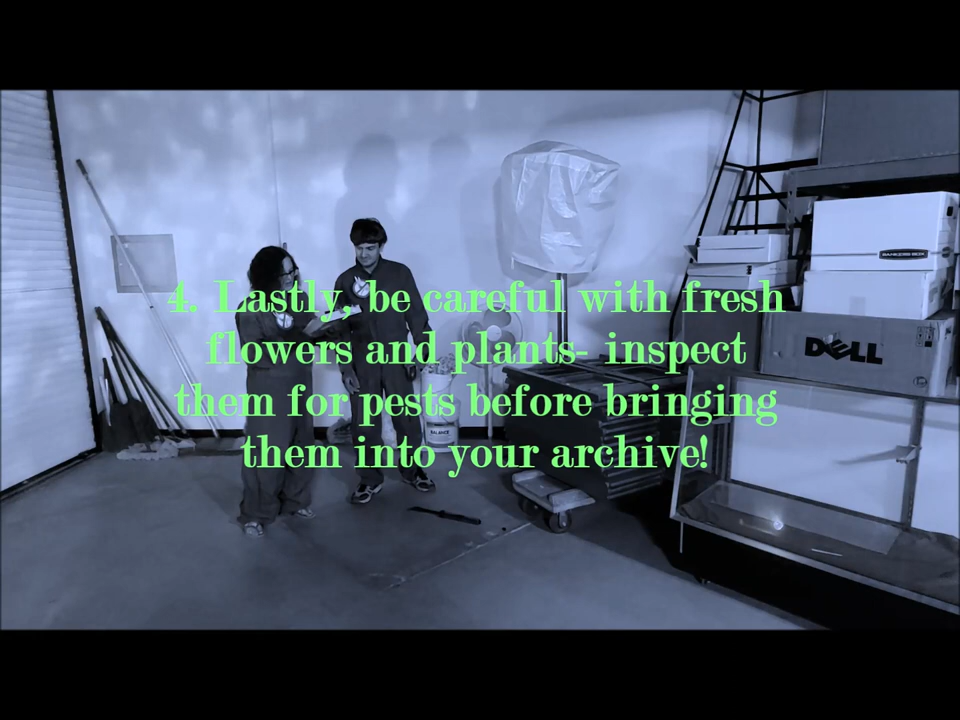 4. Lastly, be careful with fresh
flowers and plants- inspect
them for pests before bringing
them into your archive!
BANKERS BOX
DELL
BALANCE